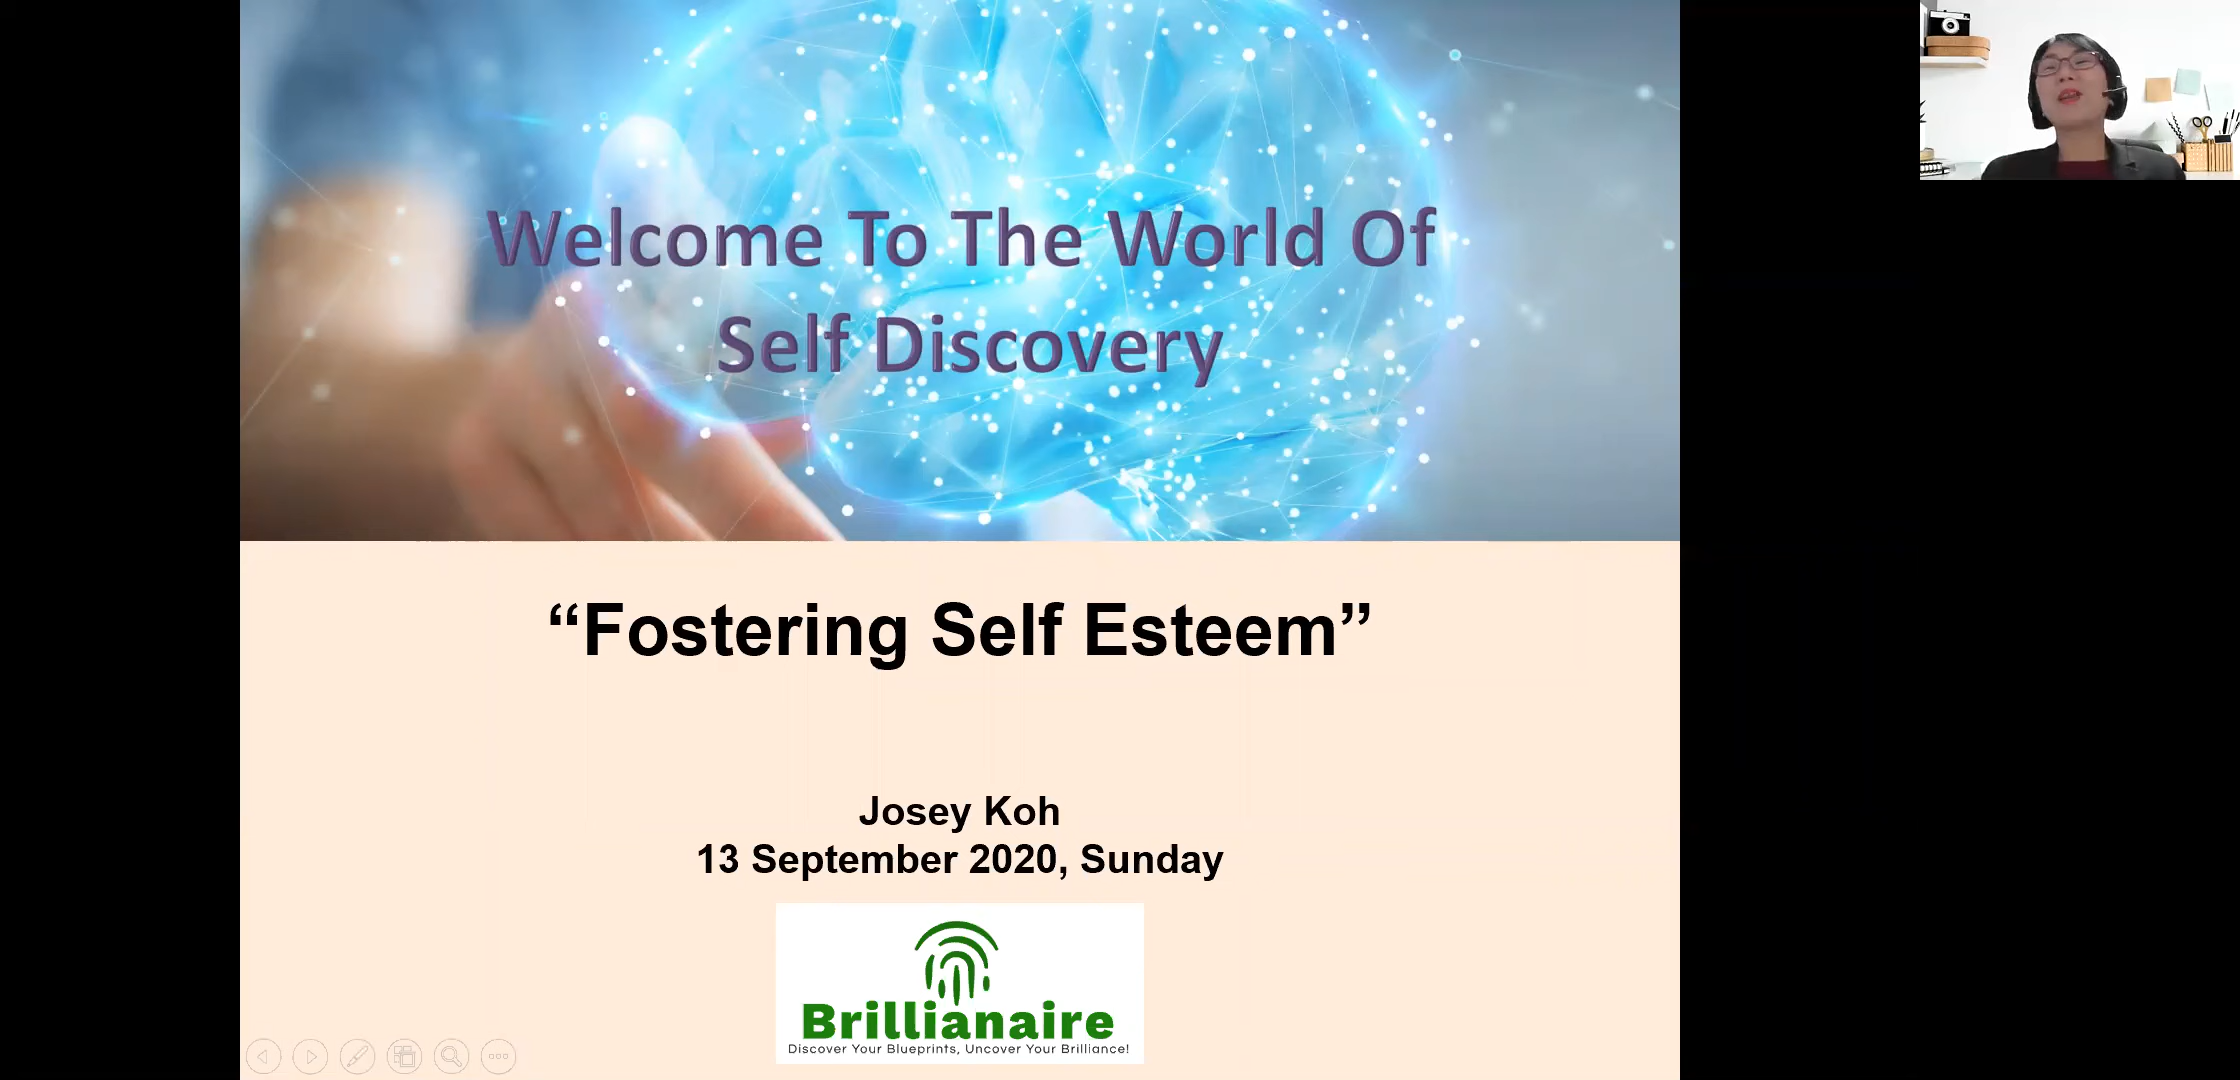 Welcome To The World Of
Self Discovery
“Fostering Self Esteem”
Josey Koh
13 September 2020, Sunday
Brillianaire
Discover Your Blueprints, Uncover Your Brilliance!